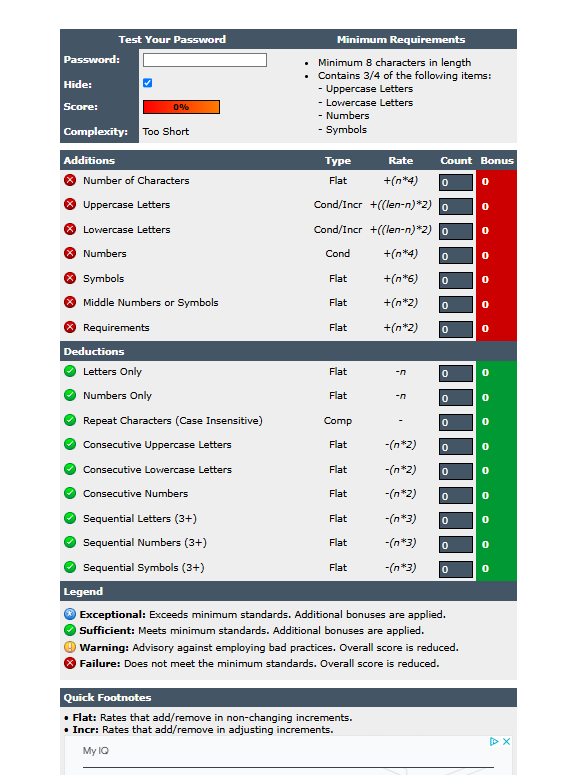 Test Your Password Minimum Requirements
Password:
• Minimum 8 characters in length
• Contains 3/4 of the following items:
Hide:
- Uppercase Letters
- Lowercase Letters
Score: 0%
- Numbers
- Symbols
Complexity: Too Short
Additions Type Rate Count Bonus
Number of Characters Flat +(n*4) 0 0
Uppercase Letters Cond/Incr +((len-n)*2) 0 0
Lowercase Letters Cond/Incr +((len-n)*2) 0 0
Numbers Cond +(n*4) 0 0
Symbols Flat +(n*6) 0 0
Middle Numbers or Symbols Flat +(n*2) 0 0
Requirements Flat +(n*2) 0 0
Deductions
Letters Only Flat -n 0 0
Numbers Only Flat -n 0 0
Repeat Characters (Case Insensitive) Comp - 0 0
Consecutive Uppercase Letters Flat -(n*2) 0 0
Consecutive Lowercase Letters Flat -(n*2) 0 0
Consecutive Numbers Flat -(n*2) 0 0
Sequential Letters (3+) Flat -(n*3) 0 0
Sequential Numbers (3+) Flat -(n*3) 0 0
Sequential Symbols (3+) Flat -(n*3) 0 0
Legend
Exceptional: Exceeds minimum standards. Additional bonuses are applied.
Sufficient: Meets minimum standards. Additional bonuses are applied.
Warning: Advisory against employing bad practices. Overall score is reduced.
Failure: Does not meet the minimum standards. Overall score is reduced.
Quick Footnotes
• Flat: Rates that add/remove in non-changing increments.
• Incr: Rates that add/remove in adjusting increments.
My IQ